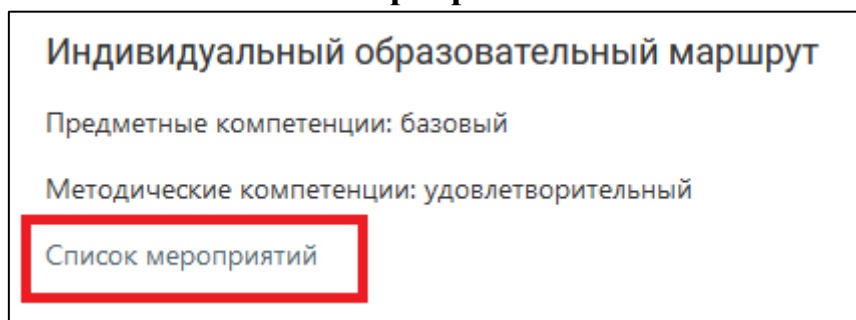 Индивидуальный образовательный маршрут
Предметные компетенции: базовый
Методические компетенции: удовлетворительный
Список мероприятий